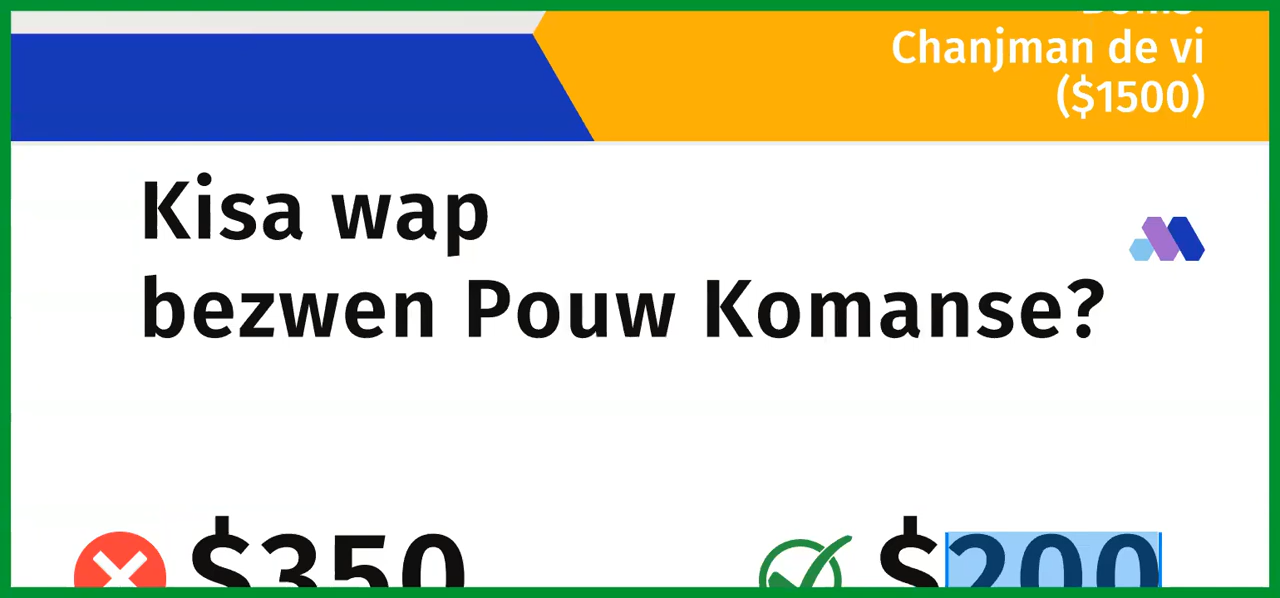 Chanjman de vi
($1500)
Kisa wap
bezwen Pouw Komanse?
$350
$200